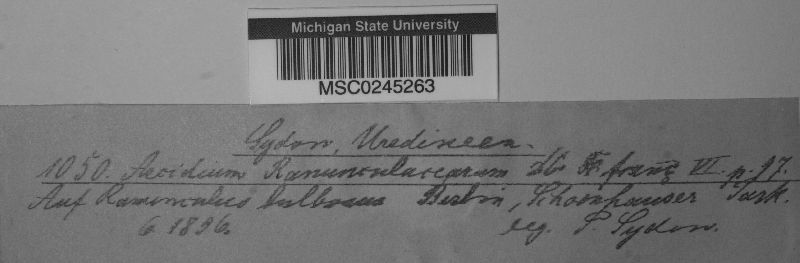 Michigan State University
MSC0245263
Sydow, Uredineen.
1050. Aecidium Ranunculacearum DC. Fl. franç VI. p. 97.
Auf Ranunculus bulbosus Berlin, Schoenhauser Park.
6 1896. leg. P. Sydow.